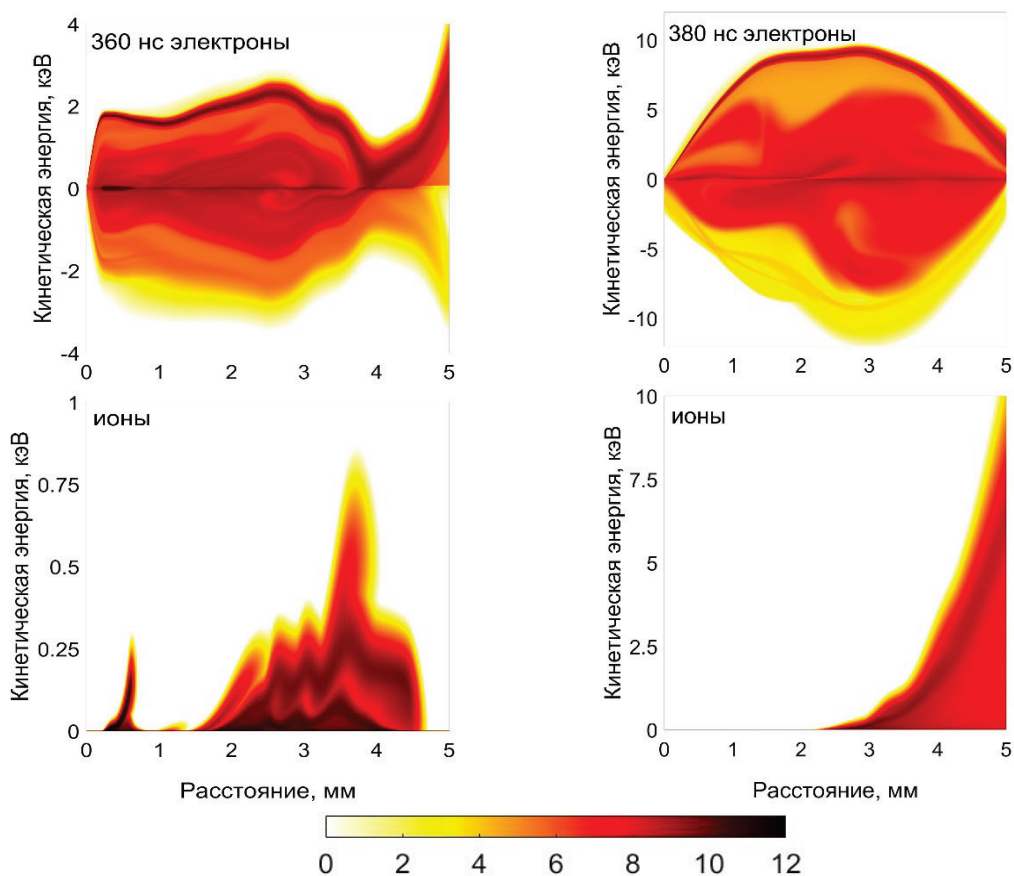 360 нс электроны
Кинетическая энергия, кэВ
4
2
0
-2
-4
0 1 2 3 4 5
380 нс электроны
Кинетическая энергия, кэВ
10
5
0
-5
-10
0 1 2 3 4 5
ионы
Кинетическая энергия, кэВ
1
0.75
0.5
0.25
0
0 1 2 3 4 5
Расстояние, мм
ионы
Кинетическая энергия, кэВ
10
7.5
5
2.5
0
0 1 2 3 4 5
Расстояние, мм
0 2 4 6 8 10 12